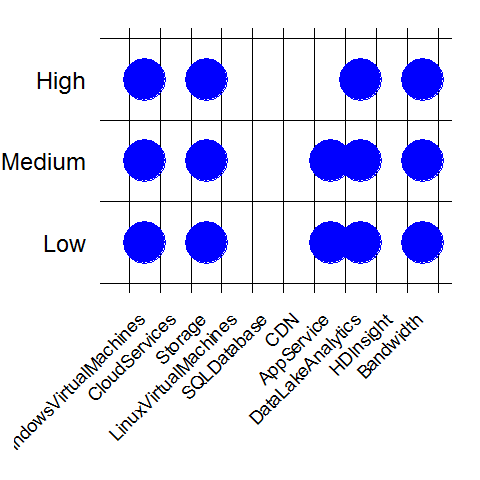 High
Medium
Low
ndowsVirtualMachines
CloudServices
Storage
LinuxVirtualMachines
SQLDatabase
CDN
AppService
DataLakeAnalytics
HDInsight
Bandwidth